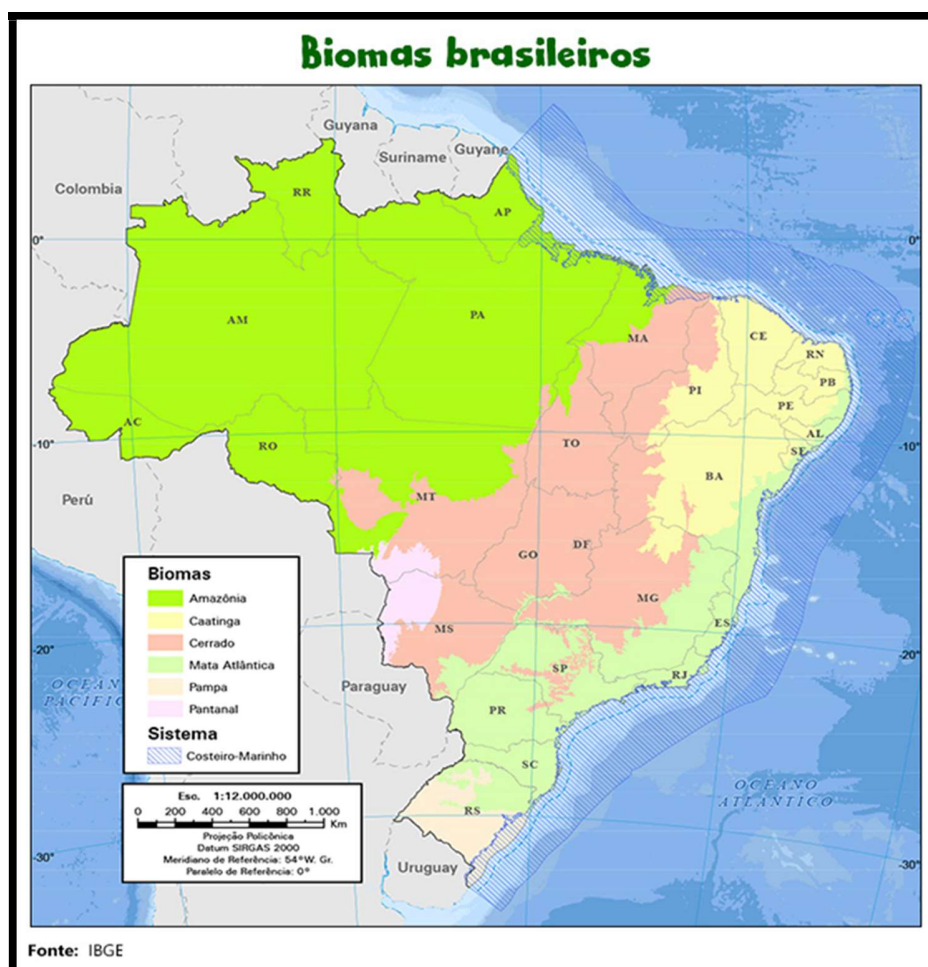 Biomas brasileiros
Guyana
Guyane
Suriname
Colombia
RR
AP
0°
0°
AM
PA
MA
CE
RN
PB
PI
PE
AC
AL
-10°
-10°
RO
TO
SE
BA
Perú
MT
DF
GO
MG
ES
MS
-20°
-20°
SP
RJ
Paraguay
OCEANO
PACÍFICO
PR
SC
RS
OCEANO
ATLÂNTICO
-30°
-30°
Uruguay
Biomas
Amazônia
Caatinga
Cerrado
Mata Atlântica
Pampa
Pantanal
Sistema
Costeiro-Marinho
Esc. 1:12.000.000
0 200 400 600 800 1.000
Km
Projeção Policônica
Datum SIRGAS 2000
Meridiano de Referência: 54°W. Gr.
Paralelo de Referência: 0°
Fonte: IBGE